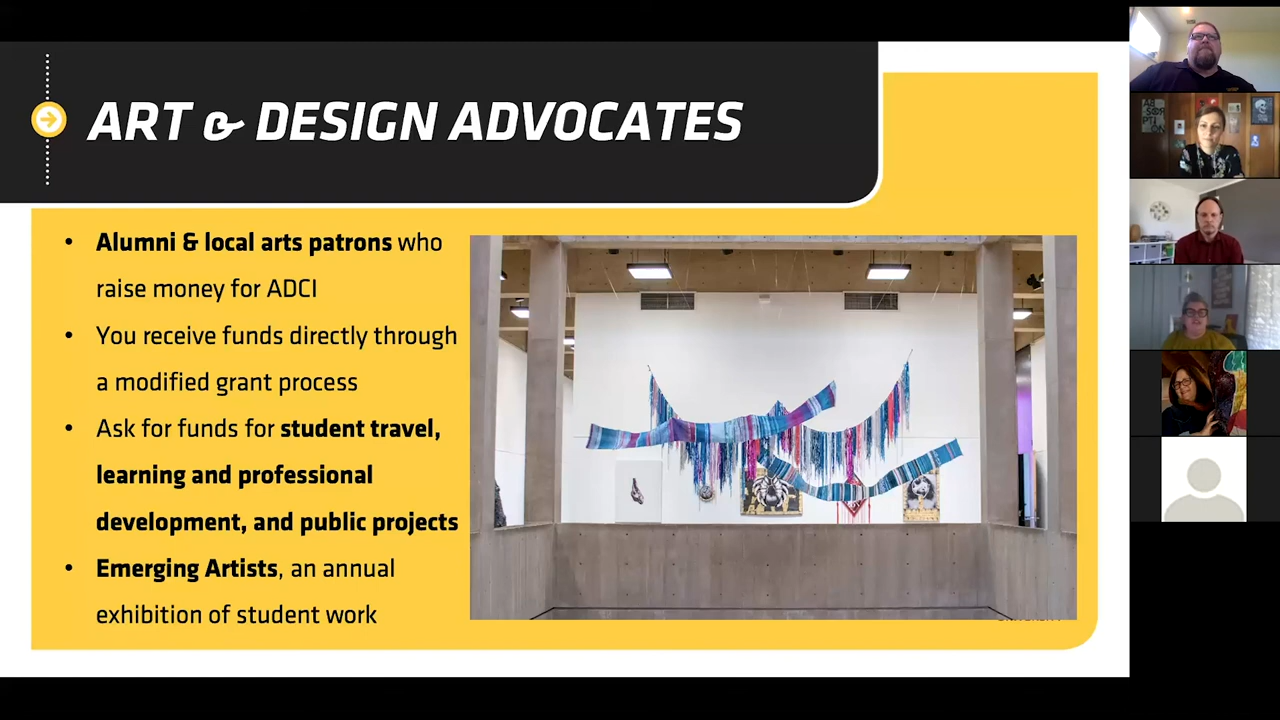 ART & DESIGN ADVOCATES
• Alumni & local arts patrons who
raise money for ADCI
• You receive funds directly through
a modified grant process
• Ask for funds for student travel,
learning and professional
development, and public projects
• Emerging Artists, an annual
exhibition of student work